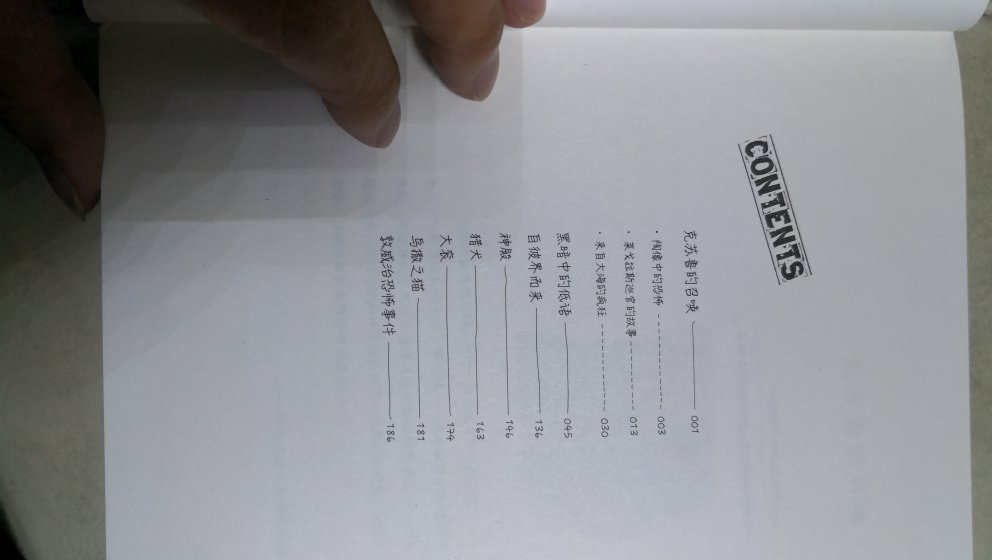 CONTENTS
克苏鲁的召唤 001
·陶像中的恐怖 003
·莱戈拉斯巡官的故事 013
·来自大海的疯狂 030
黑暗中的低语 045
自彼界而来 136
神殿 146
猎犬 163
大衮 174
乌撒之猫 181
敦威治恐怖事件 186